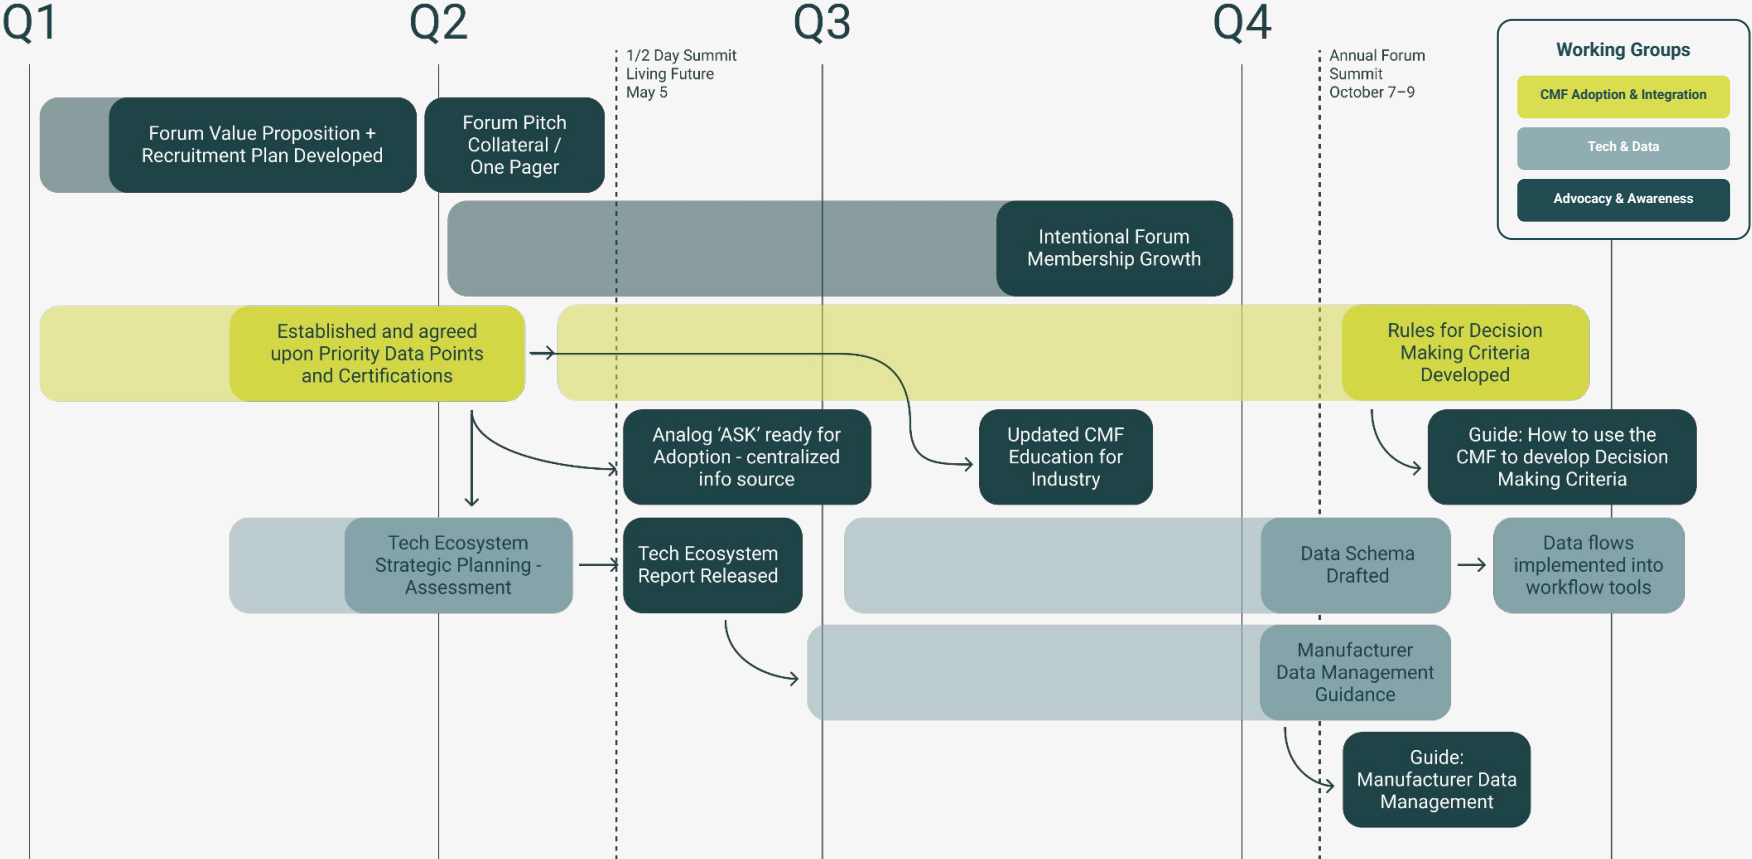 Q1
Q2
Q3
Q4
1/2 Day Summit
Living Future
May 5
Annual Forum
Summit
October 7–9
Working Groups
CMF Adoption & Integration
Tech & Data
Advocacy & Awareness
Forum Value Proposition +
Recruitment Plan Developed
Forum Pitch
Collateral /
One Pager
Intentional Forum
Membership Growth
Established and agreed
upon Priority Data Points
and Certifications
Rules for Decision
Making Criteria
Developed
Analog ‘ASK’ ready for
Adoption - centralized
info source
Updated CMF
Education for
Industry
Guide: How to use the
CMF to develop Decision
Making Criteria
Tech Ecosystem
Strategic Planning -
Assessment
Tech Ecosystem
Report Released
Data Schema
Drafted
Data flows
implemented into
workflow tools
Manufacturer
Data Management
Guidance
Guide:
Manufacturer Data
Management